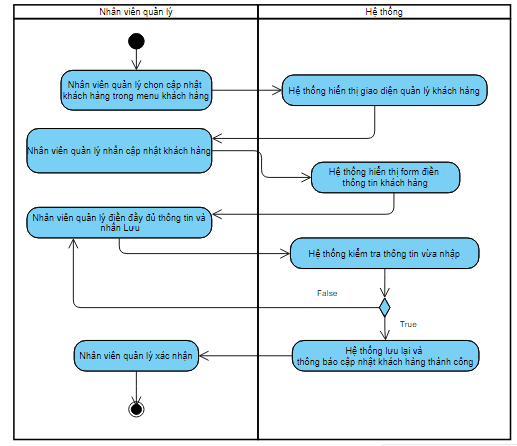 Nhân viên quản lý
Hệ thống
Nhân viên quản lý chọn cập nhật
khách hàng trong menu khách hàng
Hệ thống hiển thị giao diện quản lý khách hàng
Nhân viên quản lý nhấn cập nhật khách hàng
Hệ thống hiển thị form điền
thông tin khách hàng
Nhân viên quản lý điền đầy đủ thông tin và
nhấn Lưu
Hệ thống kiểm tra thông tin vừa nhập
False
True
Hệ thống lưu lại và
thông báo cập nhật khách hàng thành công
Nhân viên quản lý xác nhận